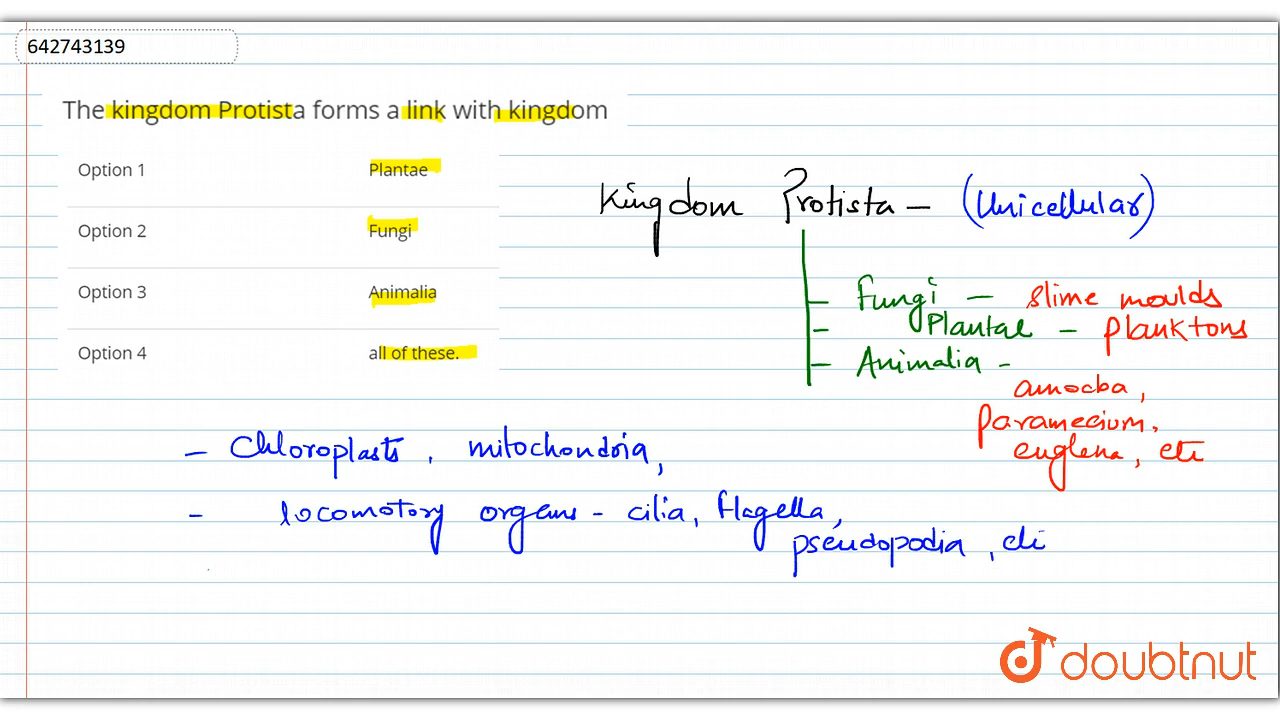 642743139
The kingdom Protista forms a link with kingdom
Option 1 Plantae
Option 2 Fungi
Option 3 Animalia
Option 4 all of these.
Kingdom Protista – (Unicellular)
– Fungi – slime moulds
– Plantae – planktons
– Animalia –
amoeba,
paramecium,
euglena, etc
– Chloroplasts, mitochondria,
– locomotory organs – cilia, flagella,
pseudopodia, etc
doubtnut